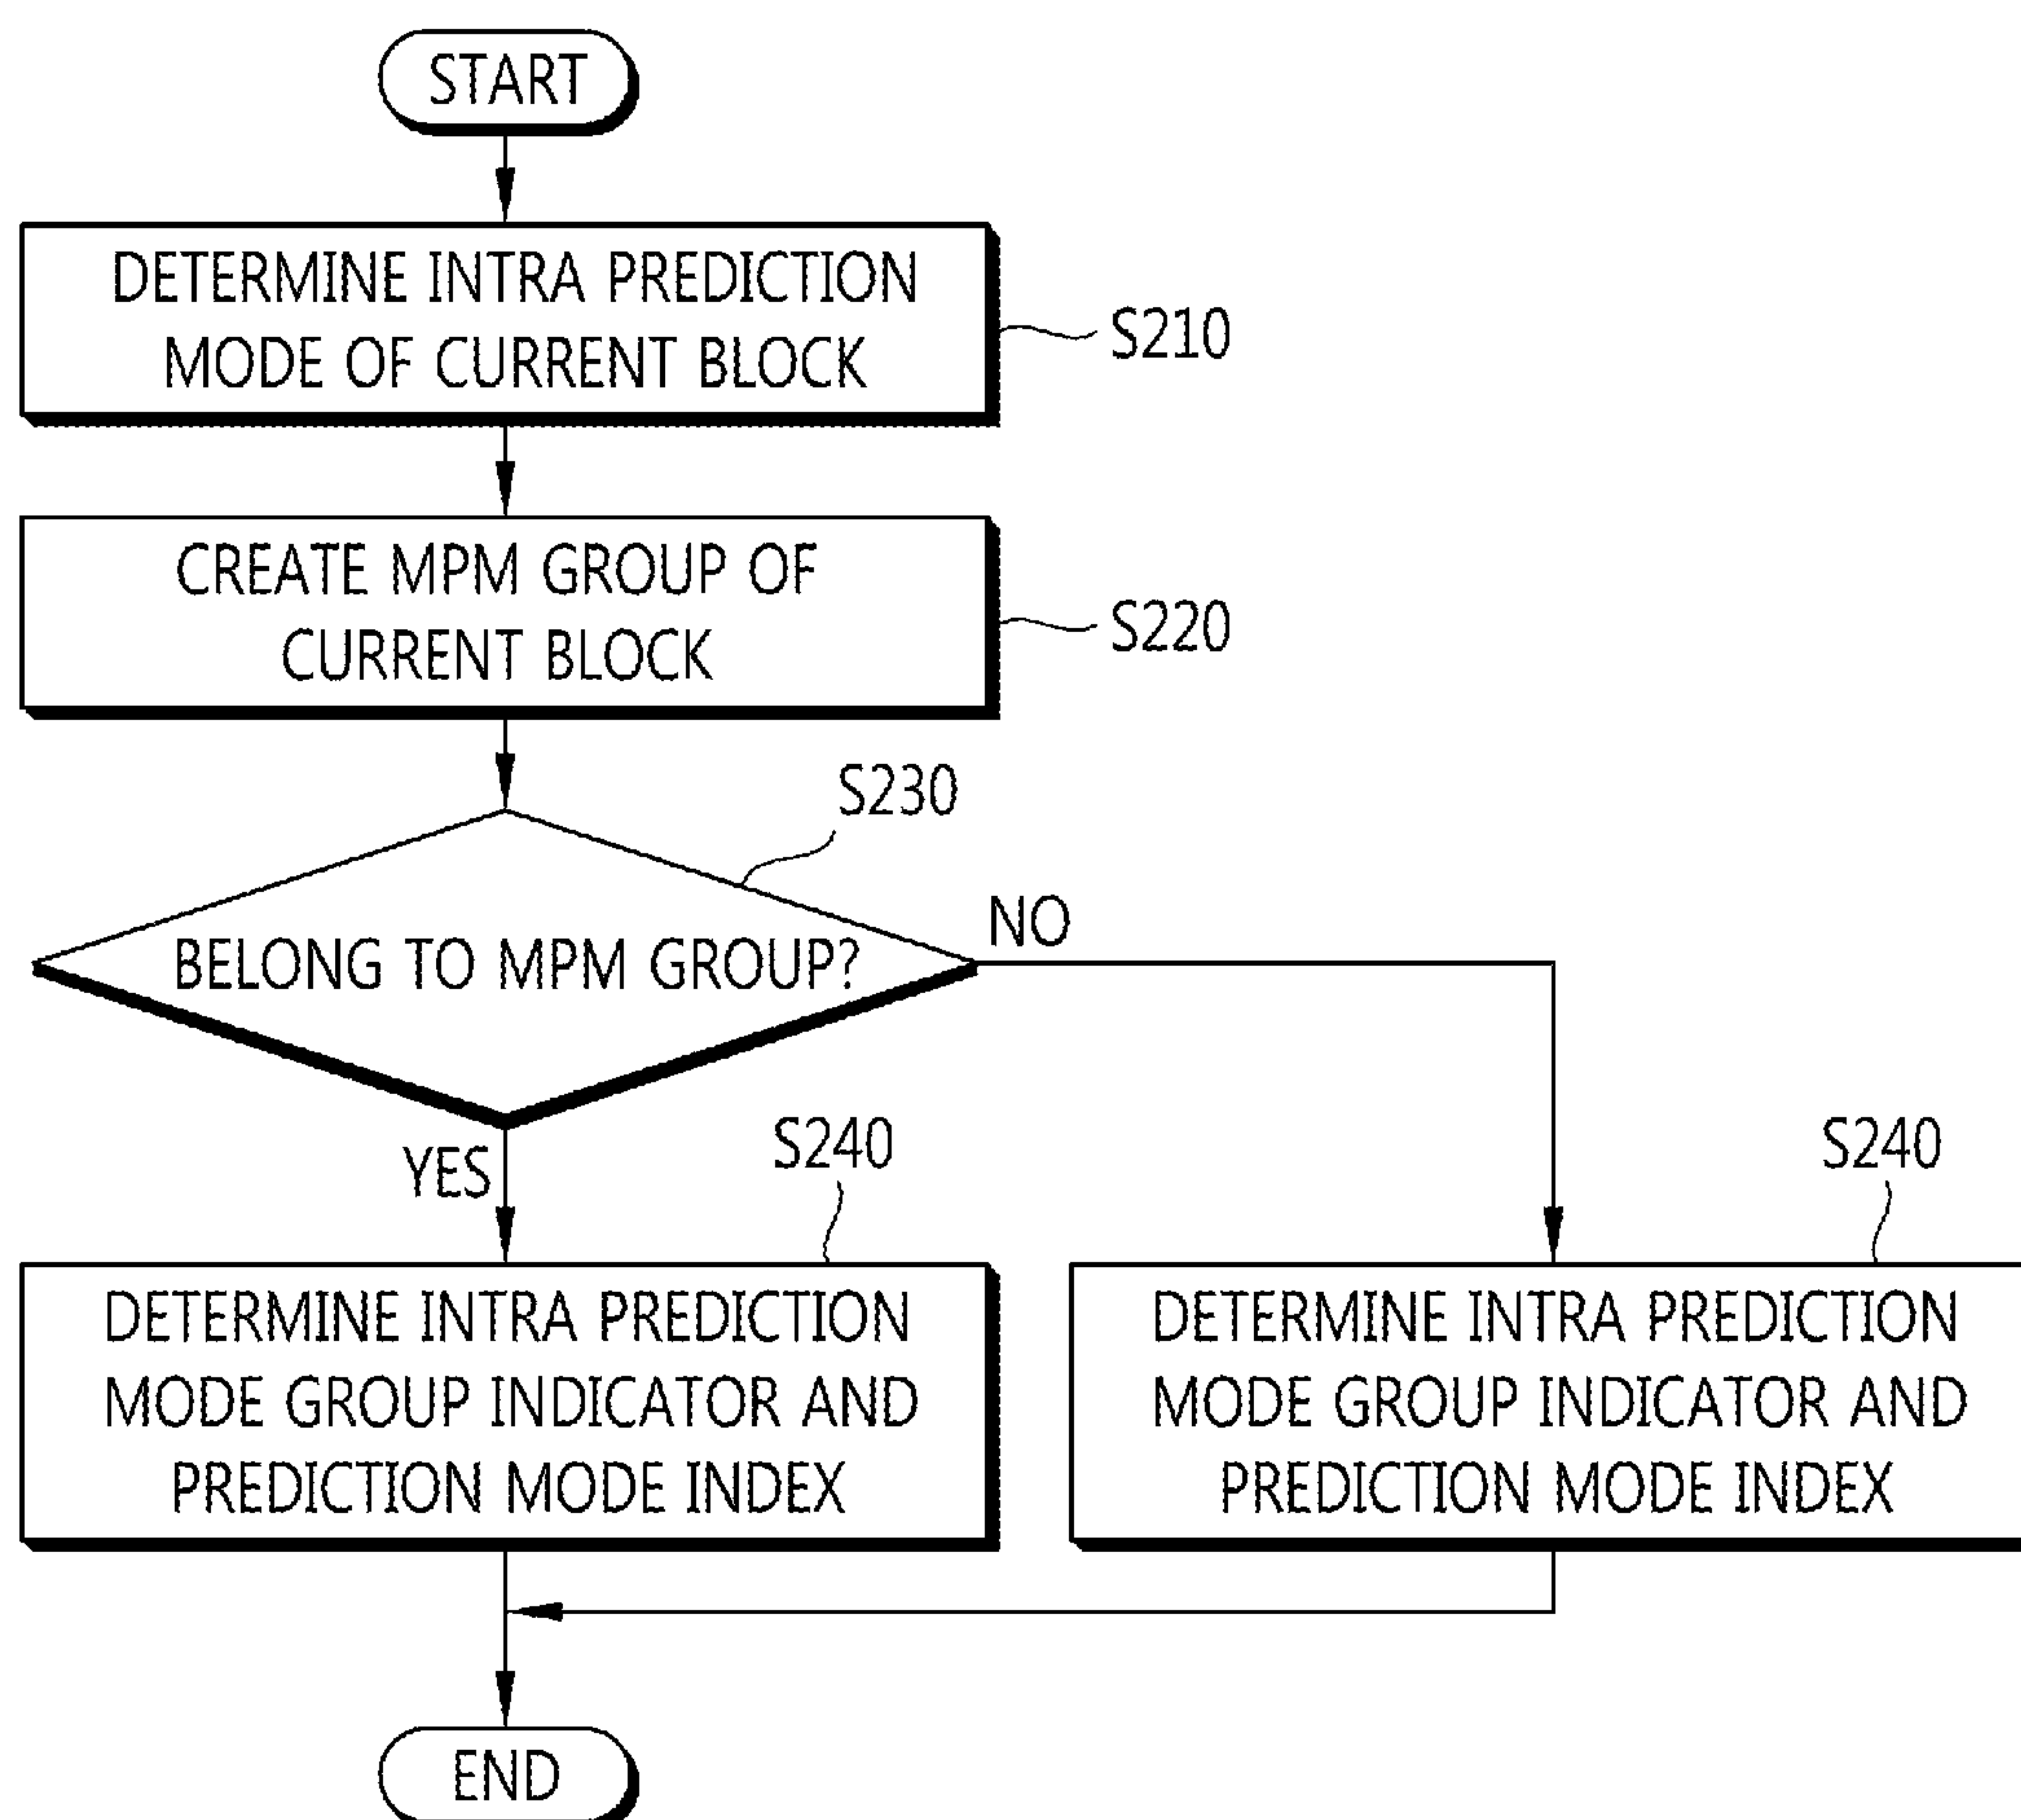 START
DETERMINE INTRA PREDICTION
MODE OF CURRENT BLOCK
S210
CREATE MPM GROUP OF
CURRENT BLOCK
S220
S230
BELONG TO MPM GROUP?
NO
YES
S240
S240
DETERMINE INTRA PREDICTION
MODE GROUP INDICATOR AND
PREDICTION MODE INDEX
DETERMINE INTRA PREDICTION
MODE GROUP INDICATOR AND
PREDICTION MODE INDEX
END